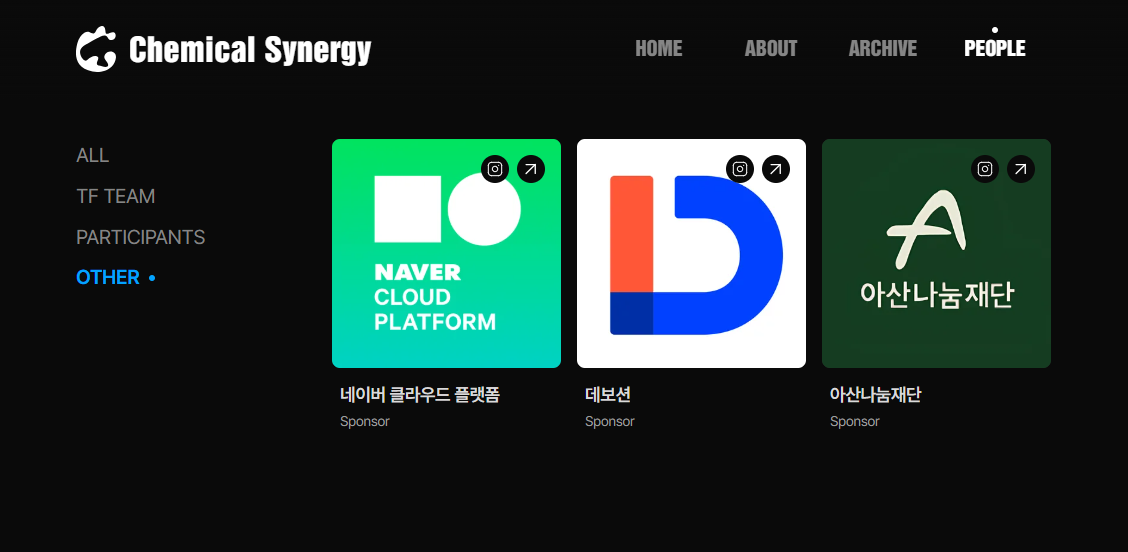 Chemical Synergy
HOME
ABOUT
ARCHIVE
PEOPLE
ALL
TF TEAM
PARTICIPANTS
OTHER
NAVER
CLOUD
PLATFORM
아산나눔재단
네이버 클라우드 플랫폼
Sponsor
데보션
Sponsor
아산나눔재단
Sponsor